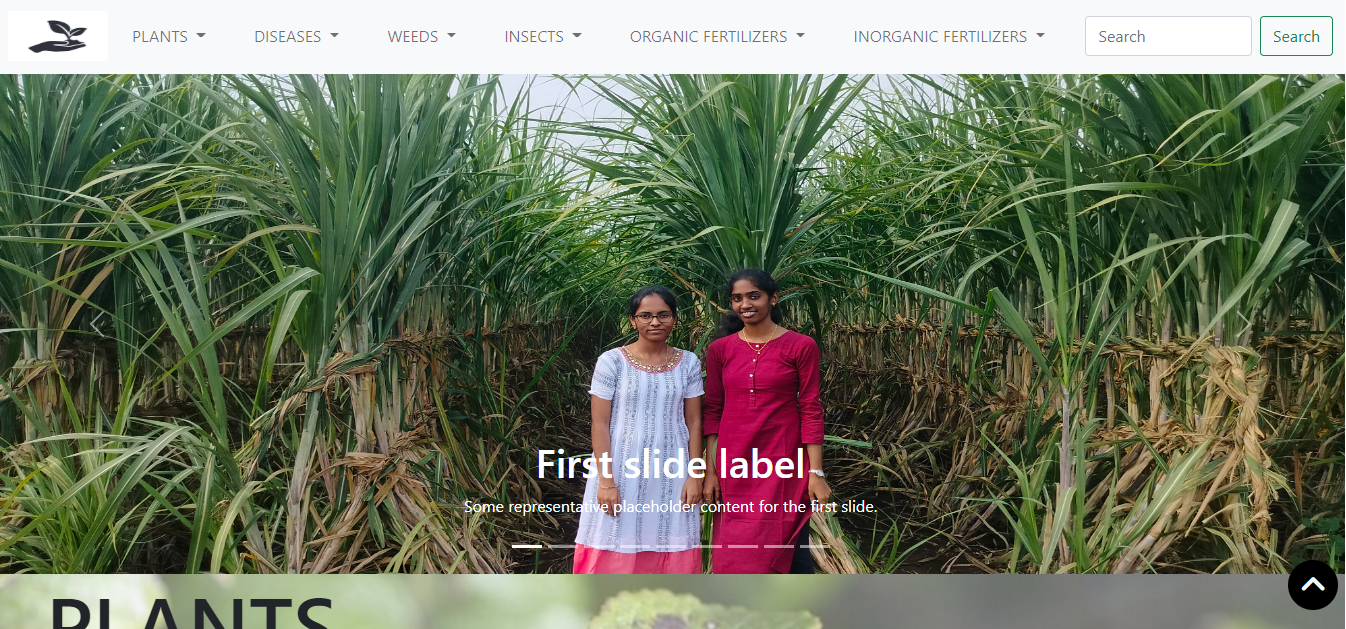 PLANTS
DISEASES
WEEDS
INSECTS
ORGANIC FERTILIZERS
INORGANIC FERTILIZERS
Search
Search
First slide label
Some representative placeholder content for the first slide.
PLANTS